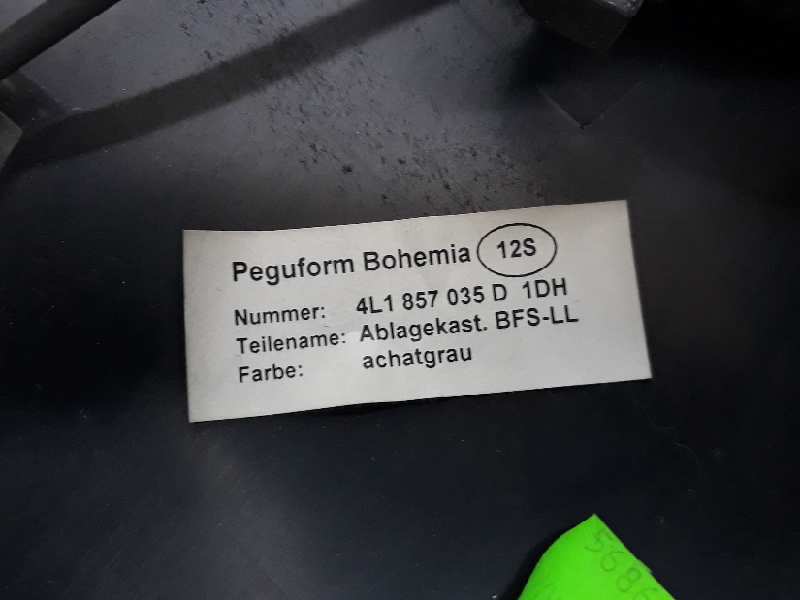 Peguform Bohemia 12S
Nummer: 4L1 857 035 D 1DH
Teilename: Ablagekast. BFS-LL
Farbe: achatgrau